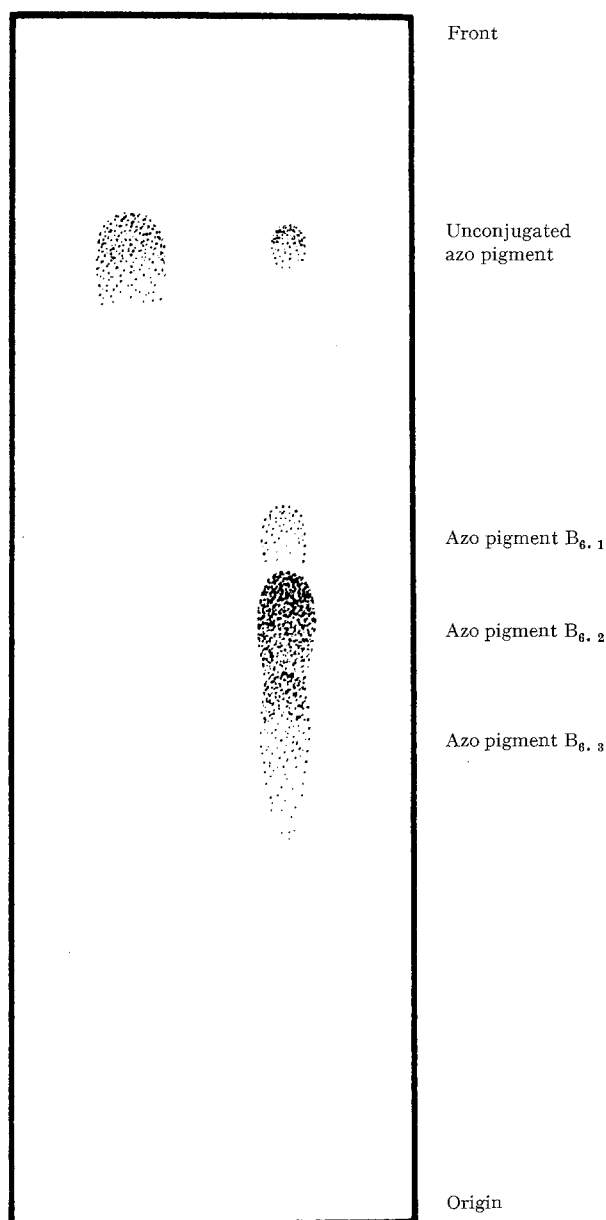 Front
Unconjugated
azo pigment
Azo pigment B₆.₁
Azo pigment B₆.₂
Azo pigment B₆.₃
Origin